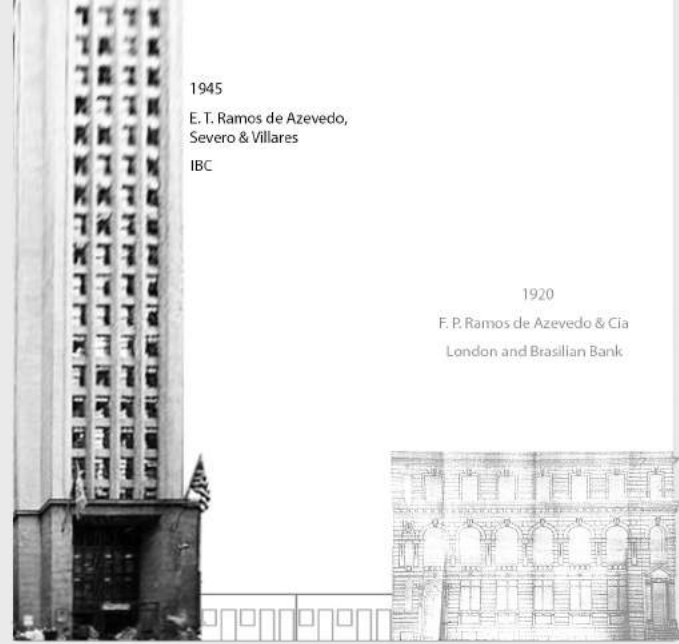 1945
E. T. Ramos de Azevedo,
Severo & Villares
IBC
1920
F. P. Ramos de Azevedo & Cia
London and Brasilian Bank